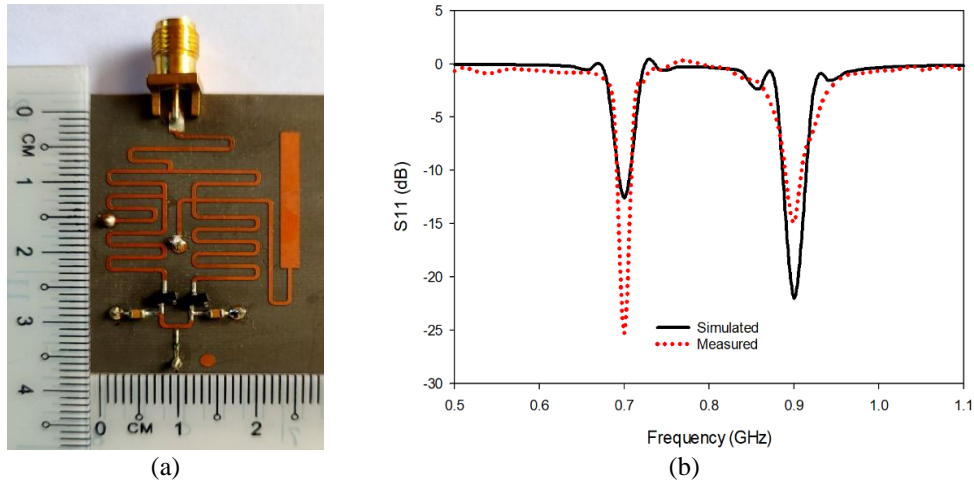 0
CM
1
2
3
4
0 CM 1 2
(a)
5
0
-5
-10
-15
-20
-25
-30
S11 (dB)
Simulated
Measured
0.5 0.6 0.7 0.8 0.9 1.0 1.1
Frequency (GHz)
(b)